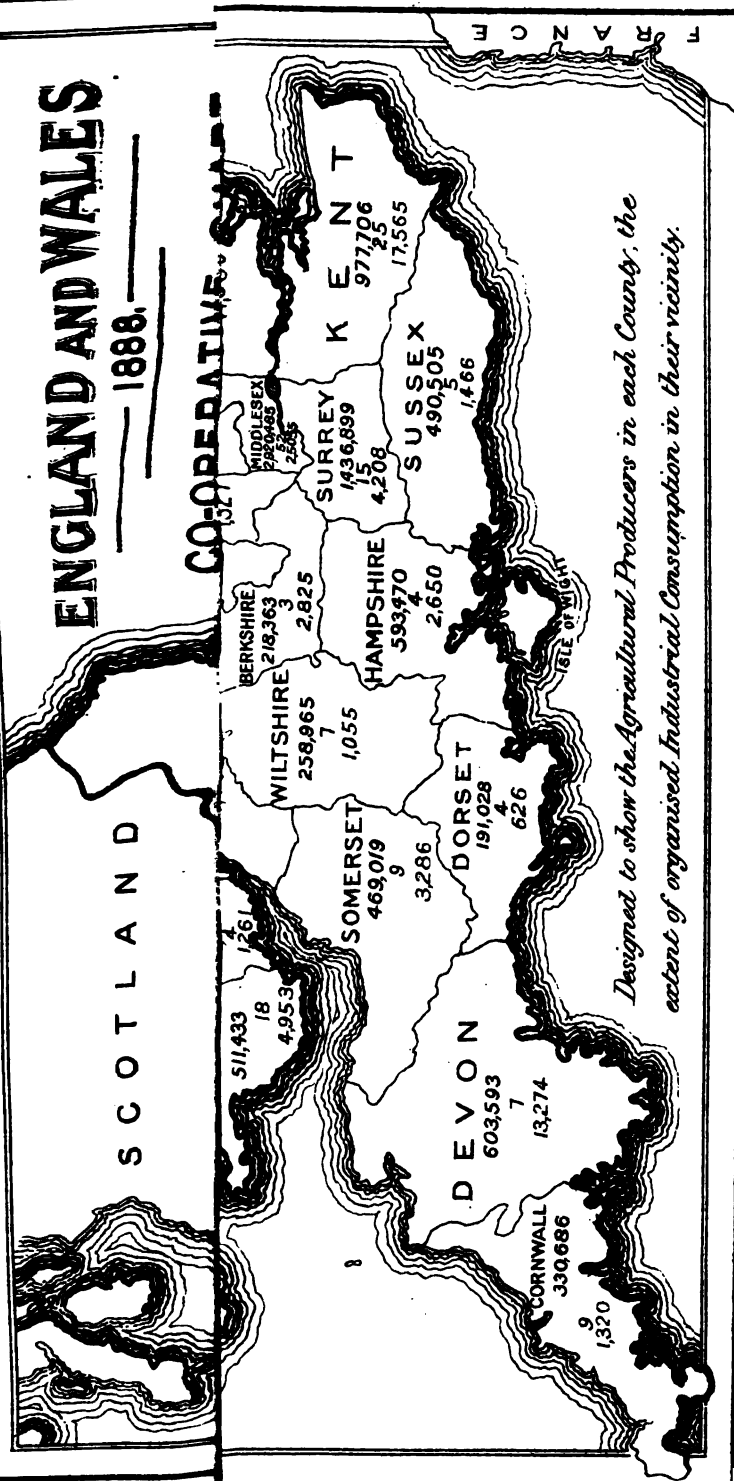 ENGLAND AND WALES
1888.
CO-OPERATIVE
SCOTLAND
FRANCE
KENT
977,706
25
17,565
SUSSEX
490,505
5
1,466
MIDDLESEX
2,920,485
52
SURREY
1,436,899
15
4,208
BERKSHIRE
218,363
3
2,825
HAMPSHIRE
593,470
4
2,650
ISLE OF WIGHT
WILTSHIRE
258,965
7
1,055
DORSET
191,028
4
626
SOMERSET
469,019
9
3,286
4
1,261
511,433
18
4,953
DEVON
603,593
7
13,274
CORNWALL
330,686
9
1,320
Designed to show the Agricultural Producers in each County, the
extent of organised Industrial Consumption in their vicinity.